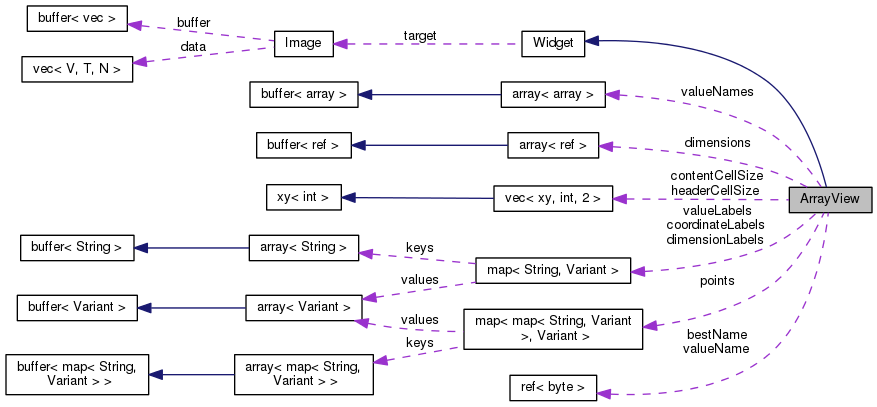 buffer< vec >
buffer
data
Image
target
Widget
vec< V, T, N >
buffer< array >
array< array >
valueNames
buffer< ref >
array< ref >
dimensions
xy< int >
vec< xy, int, 2 >
contentCellSize
headerCellSize
ArrayView
valueLabels
coordinateLabels
dimensionLabels
buffer< String >
array< String >
keys
values
map< String, Variant >
points
buffer< Variant >
array< Variant >
values
keys
map< map< String, Variant
>, Variant >
bestName
valueName
buffer< map< String,
Variant > >
array< map< String,
Variant > >
ref< byte >